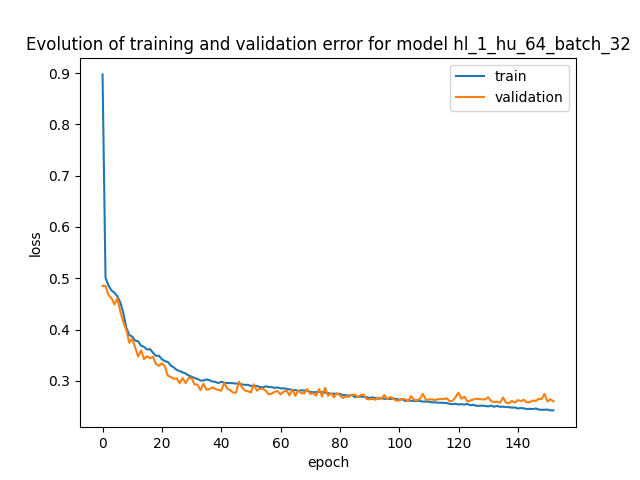 Evolution of training and validation error for model hl_1_hu_64_batch_32
train
validation
loss
0.9
0.8
0.7
0.6
0.5
0.4
0.3
0 20 40 60 80 100 120 140
epoch